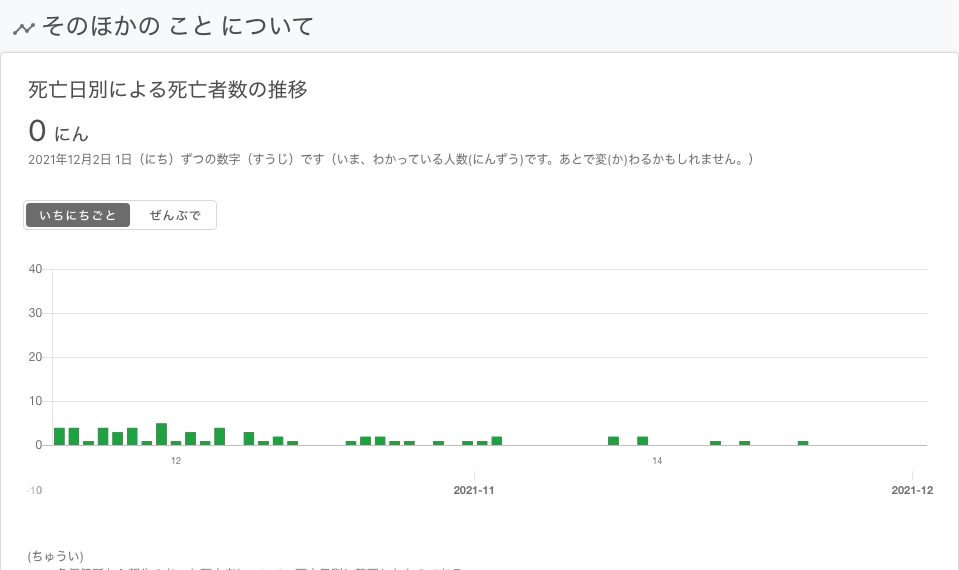 そのほかの こと について
死亡日別による死亡者数の推移
0 にん
2021年12月2日 1日（にち）ずつの数字（すうじ）です（いま、わかっている人数(にんずう)です。あとで変(か)わるかもしれません。）
いちにちごと ぜんぶで
40
30
20
10
0
12 14
-10 2021-11 2021-12
(ちゅうい)